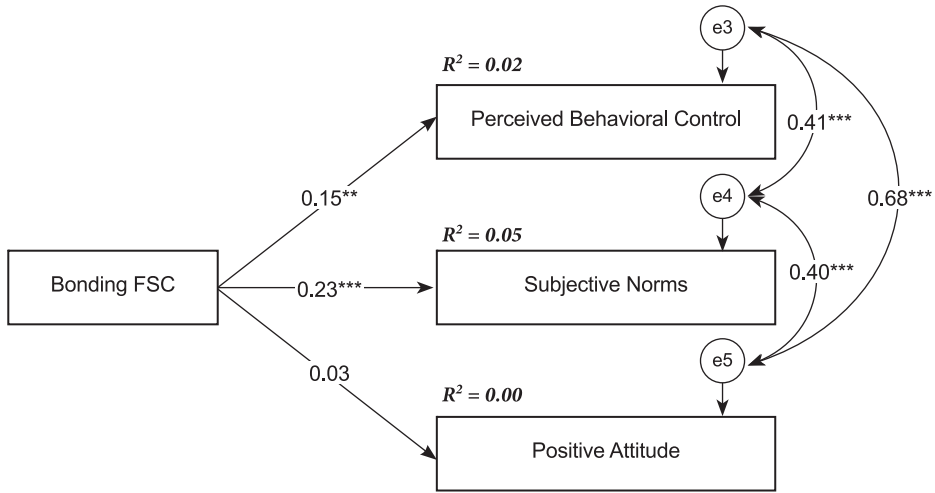 e3
R² = 0.02
Perceived Behavioral Control
0.41***
0.15**
e4
0.68***
R² = 0.05
Bonding FSC
0.23***
Subjective Norms
0.40***
0.03
e5
R² = 0.00
Positive Attitude